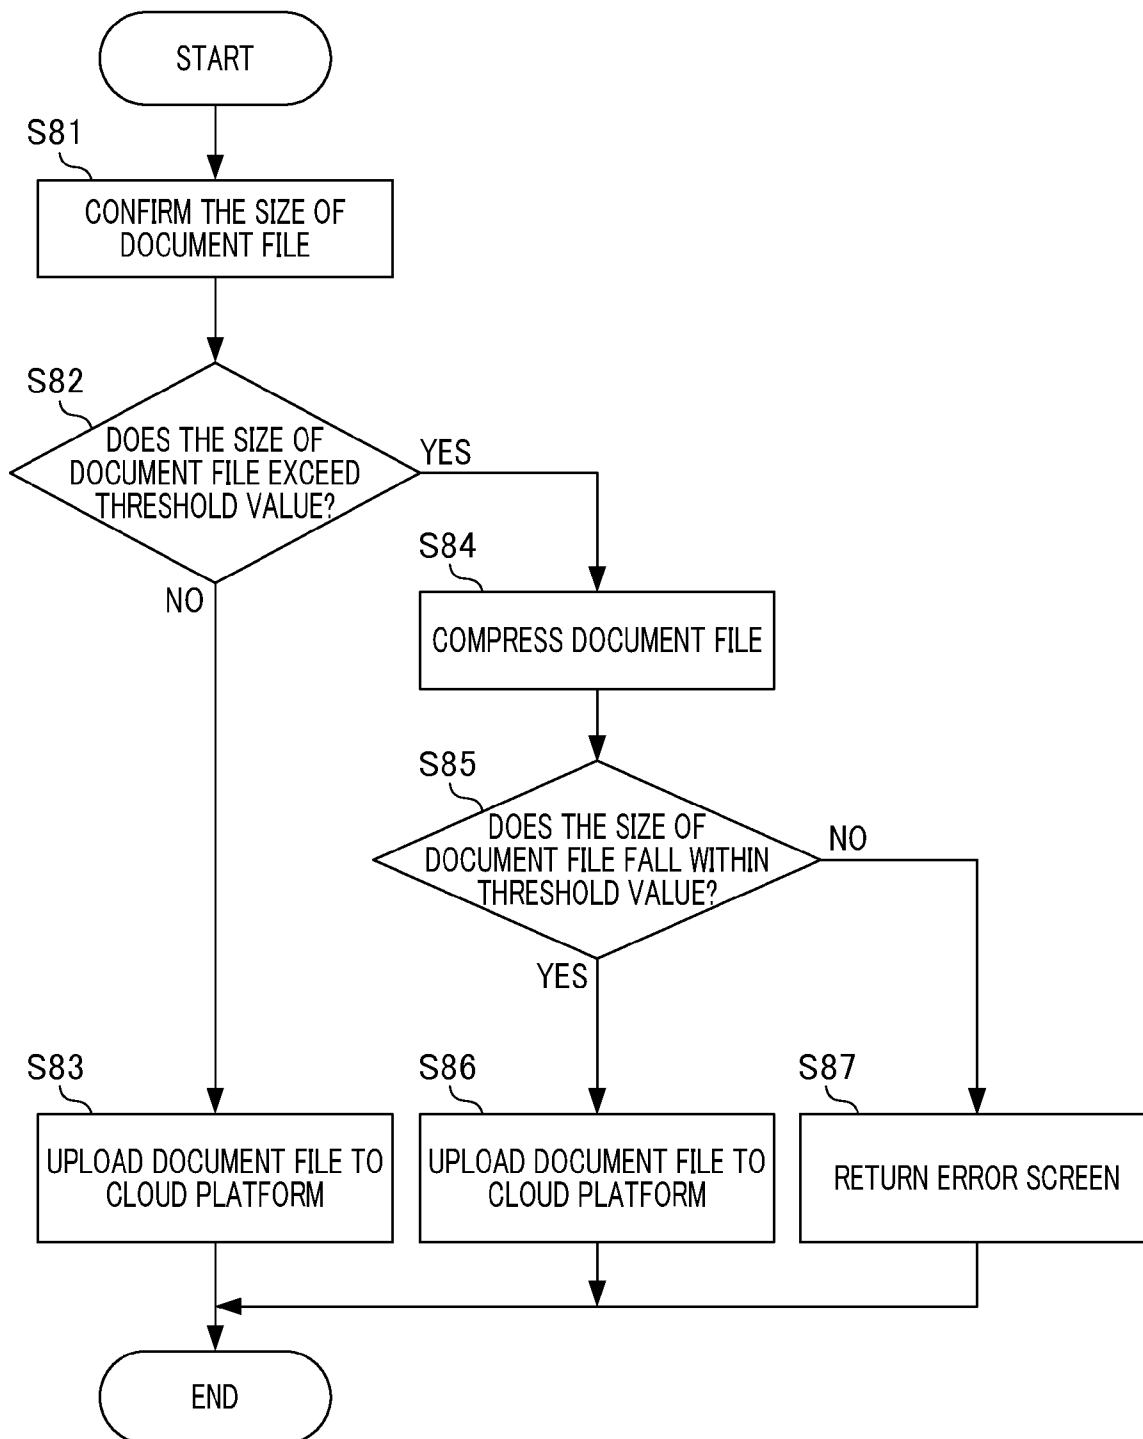 START
S81
CONFIRM THE SIZE OF
DOCUMENT FILE
S82
DOES THE SIZE OF
DOCUMENT FILE EXCEED
THRESHOLD VALUE?
YES
NO
S84
COMPRESS DOCUMENT FILE
S85
DOES THE SIZE OF
DOCUMENT FILE FALL WITHIN
THRESHOLD VALUE?
NO
YES
S83
UPLOAD DOCUMENT FILE TO
CLOUD PLATFORM
S86
UPLOAD DOCUMENT FILE TO
CLOUD PLATFORM
S87
RETURN ERROR SCREEN
END